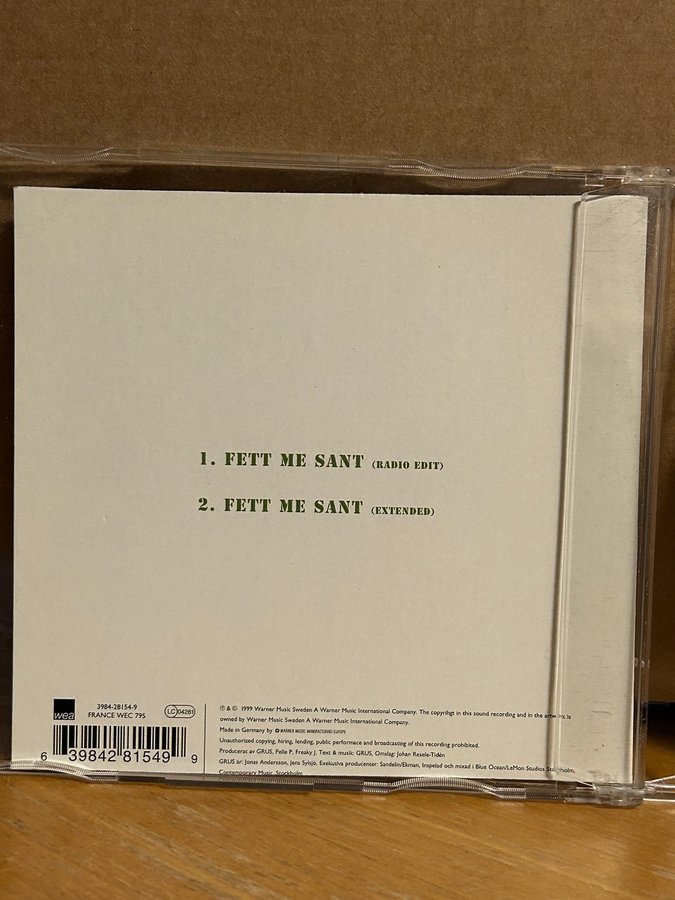 1. FETT ME SANT (RADIO EDIT)
2. FETT ME SANT (EXTENDED)
wea
3984-28154-9
FRANCE WEC 795
LC 04281
6 39842 81549 9
℗ & © 1999 Warner Music Sweden A Warner Music International Company. The copyrihgt in this sound recording and in the artwork is
owned by Warner Music Sweden A Warner Music International Company.
Made in Germany by WARNER MUSIC MANUFACTURING EUROPE
Unauthorized copying, hiring, lending, public performace and broadcasting of this recording prohibited.
Producerat av GRUS, Pelle P, Freaky J. Text & musik: GRUS, Omslag: Johan Resele-Tidén
GRUS är: Jonas Andersson, Jens Sylsjö, Exekutiva producenter: Sandelin/Ekman, Inspelad och mixad i Blue Ocean/LeMon Studios Stockholm,
Contemporary Music, Stockholm